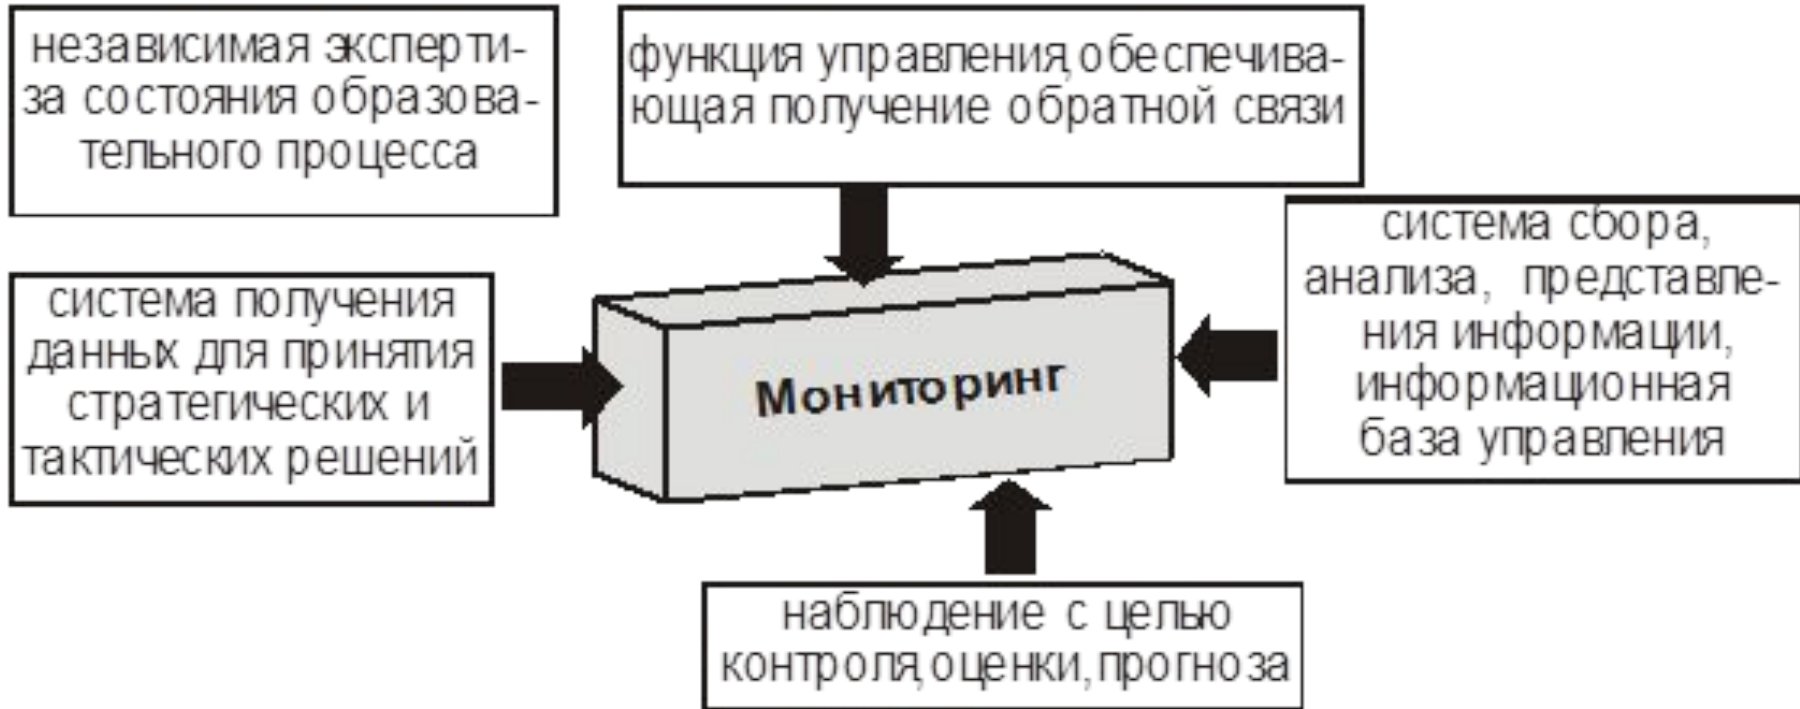 независимая эксперти-
за состояния образова-
тельного процесса
функция управления,обеспечива-
ющая получение обратной связи
система получения
данных для принятия
стратегических и
тактических решений
Мониторинг
система сбора,
анализа, представле-
ния информации,
информационная
база управления
наблюдение с целью
контроля,оценки,прогноза